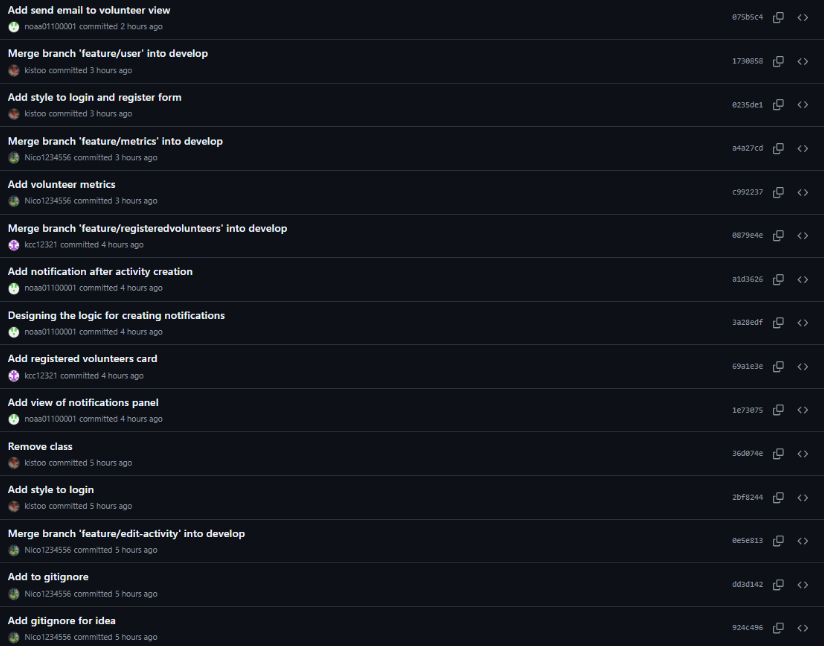 Add send email to volunteer view
noaa01100001 committed 2 hours ago
075b5c4
Merge branch 'feature/user' into develop
kistoo committed 3 hours ago
1730858
Add style to login and register form
kistoo committed 3 hours ago
0235de1
Merge branch 'feature/metrics' into develop
Nico1234556 committed 3 hours ago
a4a27cd
Add volunteer metrics
Nico1234556 committed 3 hours ago
c992237
Merge branch 'feature/registeredvolunteers' into develop
kcc12321 committed 4 hours ago
0879e4e
Add notification after activity creation
noaa01100001 committed 4 hours ago
a1d3626
Designing the logic for creating notifications
noaa01100001 committed 4 hours ago
3a28edf
Add registered volunteers card
kcc12321 committed 4 hours ago
69a1e3e
Add view of notifications panel
noaa01100001 committed 4 hours ago
1e73075
Remove class
kistoo committed 5 hours ago
36d074e
Add style to login
kistoo committed 5 hours ago
2bf8244
Merge branch 'feature/edit-activity' into develop
Nico1234556 committed 5 hours ago
0e5e813
Add to gitignore
Nico1234556 committed 5 hours ago
dd3d142
Add gitignore for idea
Nico1234556 committed 5 hours ago
924c496